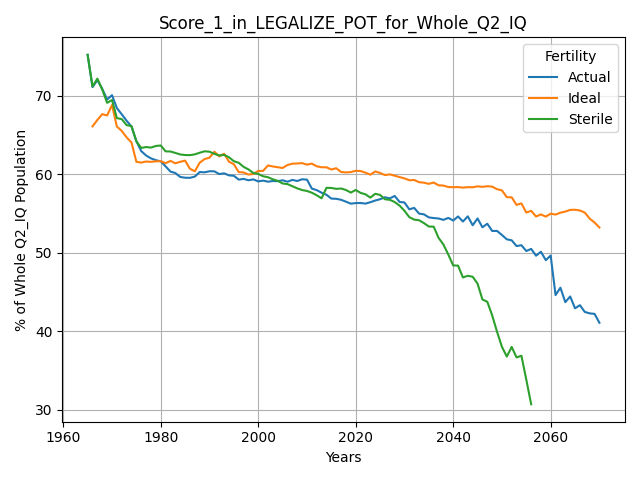 Score_1_in_LEGALIZE_POT_for_Whole_Q2_IQ
Fertility
Actual
Ideal
Sterile
% of Whole Q2_IQ Population
70
60
50
40
30
1960
1980
2000
2020
2040
2060
Years